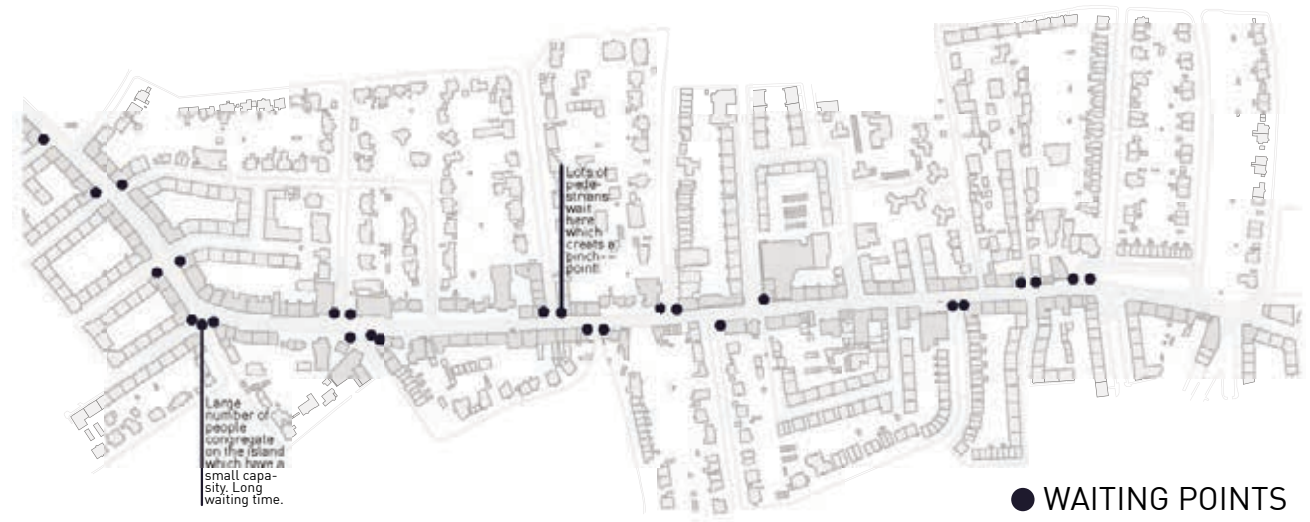 Lots of
pede-
strians
wait
here
which
creats a
pinch-
point!
Large
number of
people
congregate
on the island
which have a
small capa-
sity. Long
waiting time.
WAITING POINTS